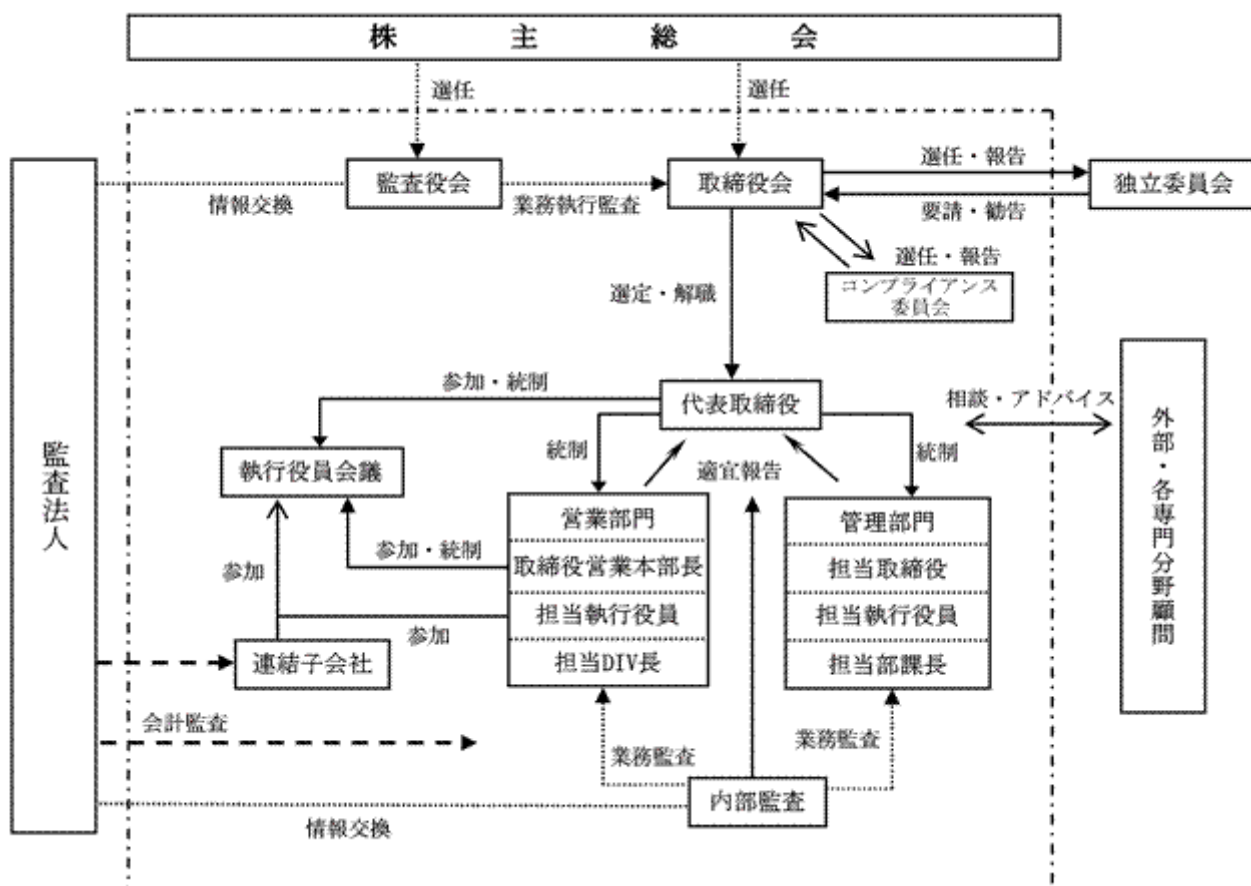 株主総会
選任
選任
監査役会
取締役会
選任・報告
独立委員会
情報交換
業務執行監査
要請・勧告
選任・報告
コンプライアンス
委員会
選定・解職
参加・統制
代表取締役
相談・アドバイス
外部・各専門分野顧問
監査法人
執行役員会議
統制
適宜報告
統制
営業部門
取締役営業本部長
担当執行役員
担当DIV長
管理部門
担当取締役
担当執行役員
担当部課長
参加・統制
参加
参加
連結子会社
会計監査
業務監査
業務監査
内部監査
情報交換